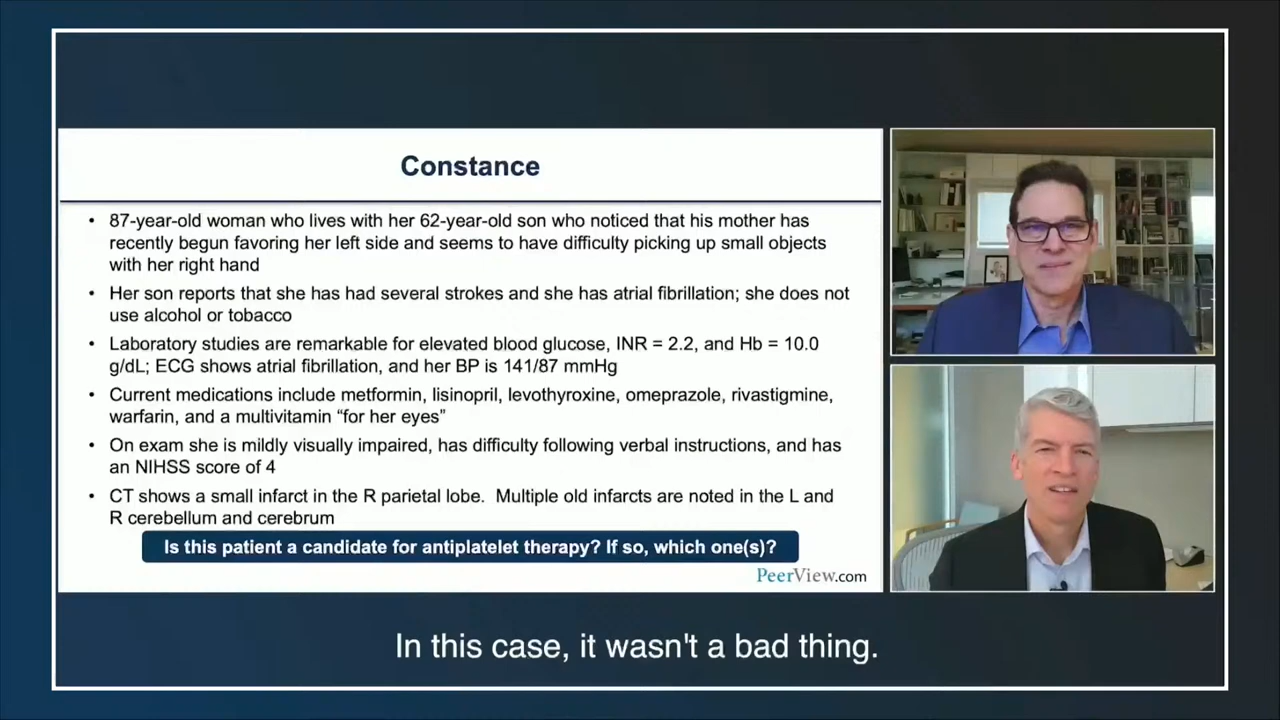 Constance
• 87-year-old woman who lives with her 62-year-old son who noticed that his mother has
recently begun favoring her left side and seems to have difficulty picking up small objects
with her right hand
• Her son reports that she has had several strokes and she has atrial fibrillation; she does not
use alcohol or tobacco
• Laboratory studies are remarkable for elevated blood glucose, INR = 2.2, and Hb = 10.0
g/dL; ECG shows atrial fibrillation, and her BP is 141/87 mmHg
• Current medications include metformin, lisinopril, levothyroxine, omeprazole, rivastigmine,
warfarin, and a multivitamin “for her eyes”
• On exam she is mildly visually impaired, has difficulty following verbal instructions, and has
an NIHSS score of 4
• CT shows a small infarct in the R parietal lobe.  Multiple old infarcts are noted in the L and
R cerebellum and cerebrum
Is this patient a candidate for antiplatelet therapy? If so, which one(s)?
PeerView.com
In this case, it wasn't a bad thing.